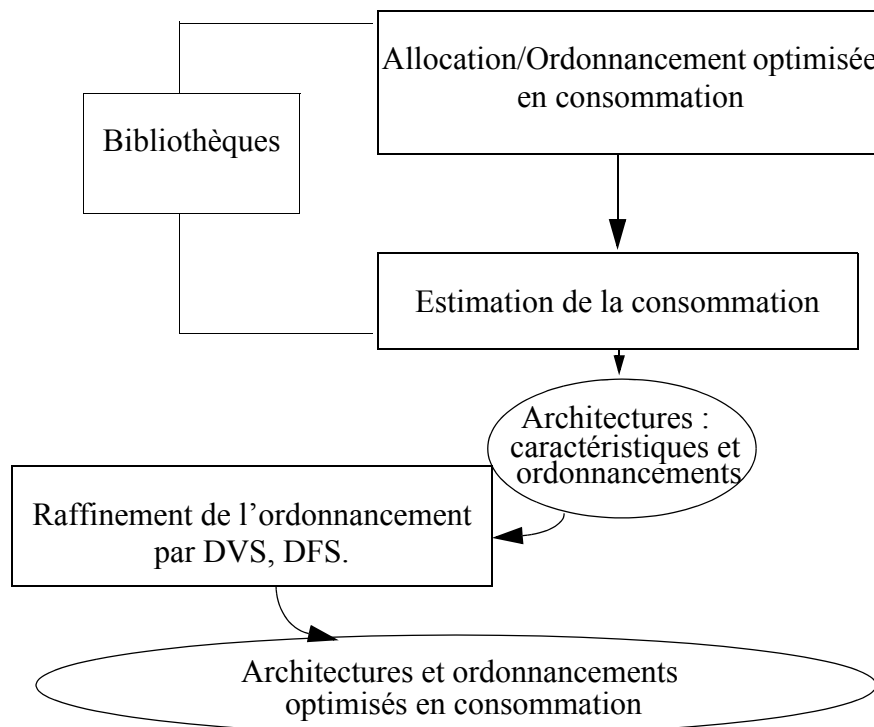 Allocation/Ordonnancement optimisée
en consommation
Bibliothèques
Estimation de la consommation
Architectures :
caractéristiques et
ordonnancements
Raffinement de l’ordonnancement
par DVS, DFS.
Architectures et ordonnancements
optimisés en consommation